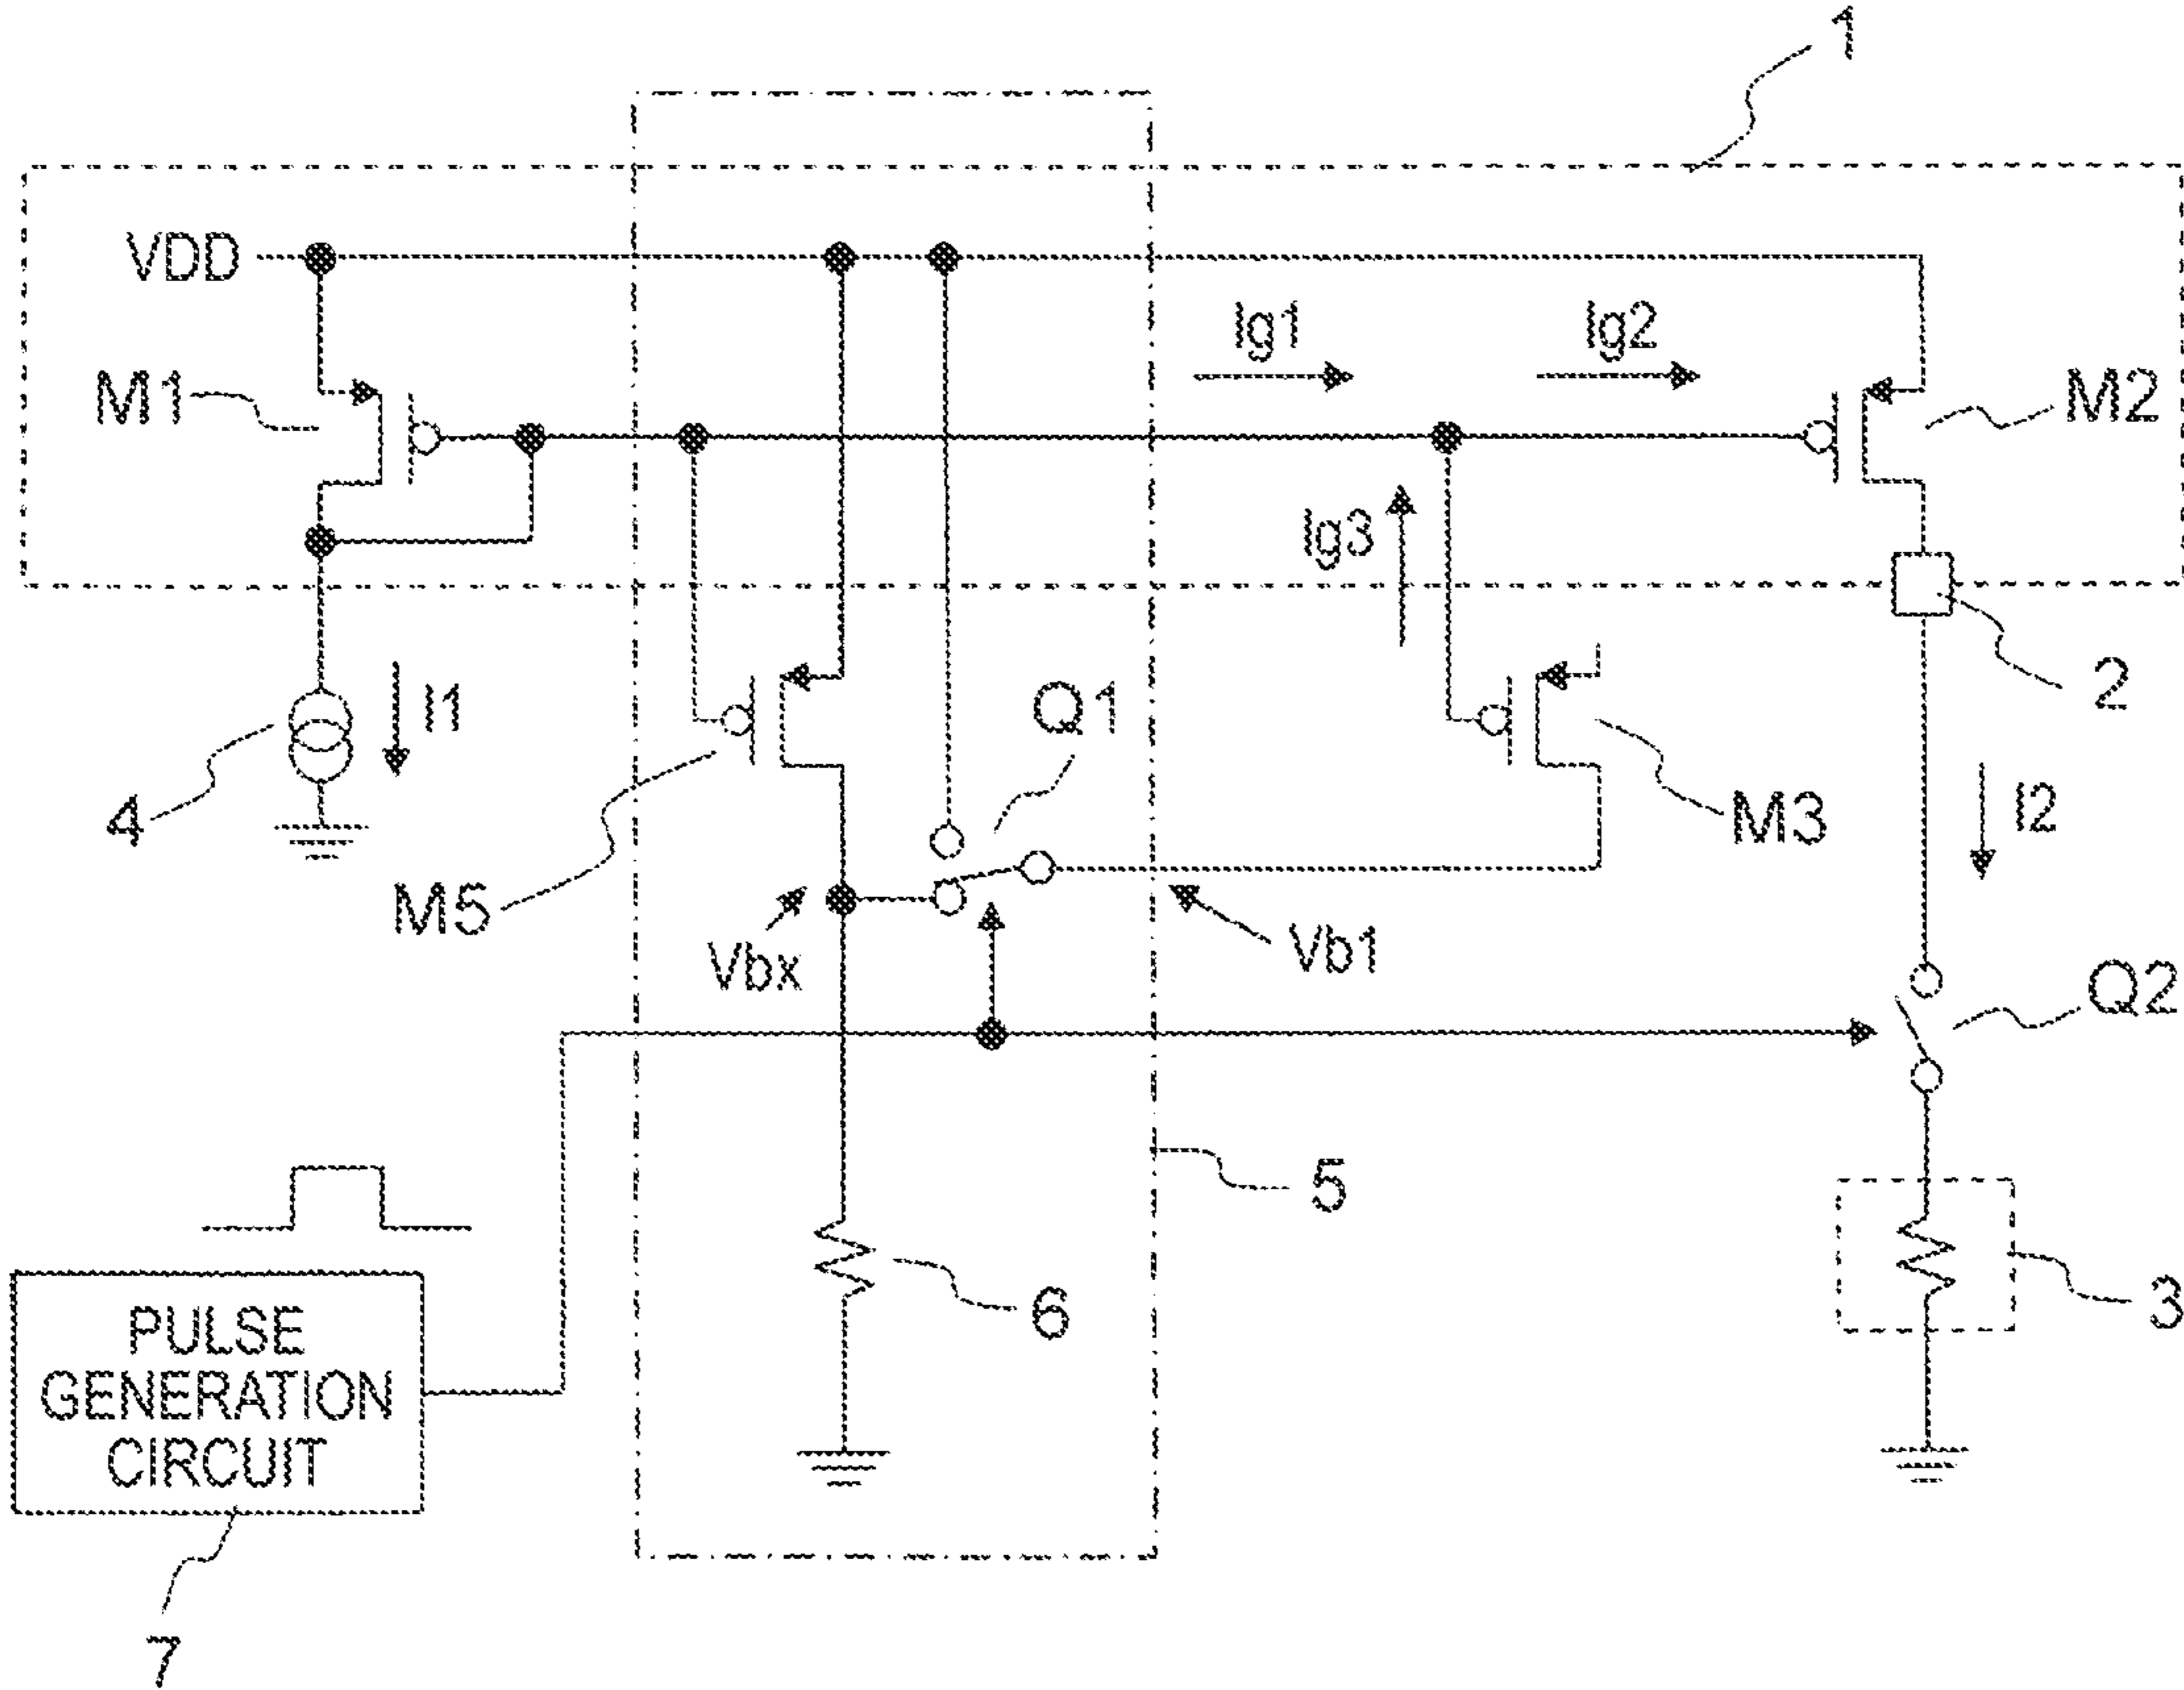 1
VDD
Ig1
Ig2
M1
M2
Ig3
2
I1
Q1
4
M3
I2
M5
Vbx
Vb1
Q2
5
6
3
PULSE
GENERATION
CIRCUIT
7